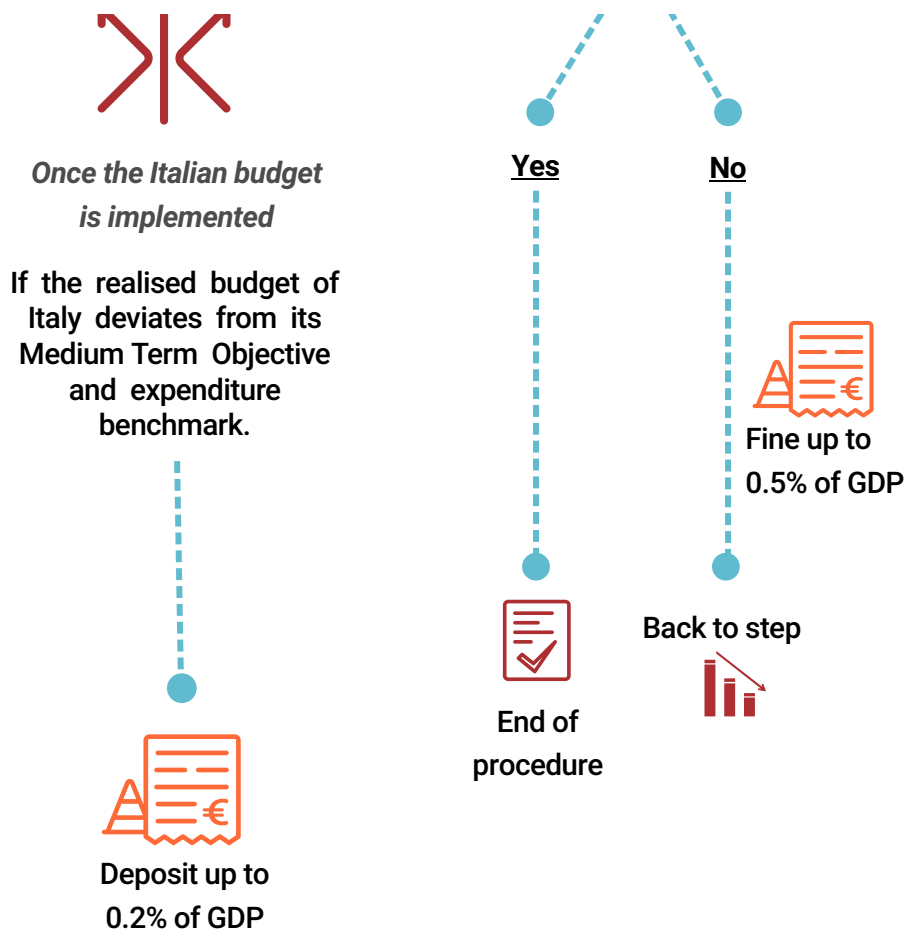 Once the Italian budget
is implemented
If the realised budget of
Italy deviates from its
Medium Term Objective
and expenditure
benchmark.
€
Deposit up to
0.2% of GDP
Yes
No
€
Fine up to
0.5% of GDP
End of
procedure
Back to step